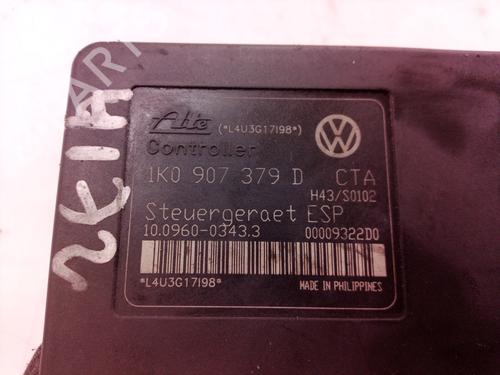 Ate (*L4U3G17I98*)
Controller
1K0 907 379 D CTA
H43/S0102
Steuergeraet ESP
10.0960-0343.3 00009322D0
*L4U3G17I98* MADE IN PHILIPPINES